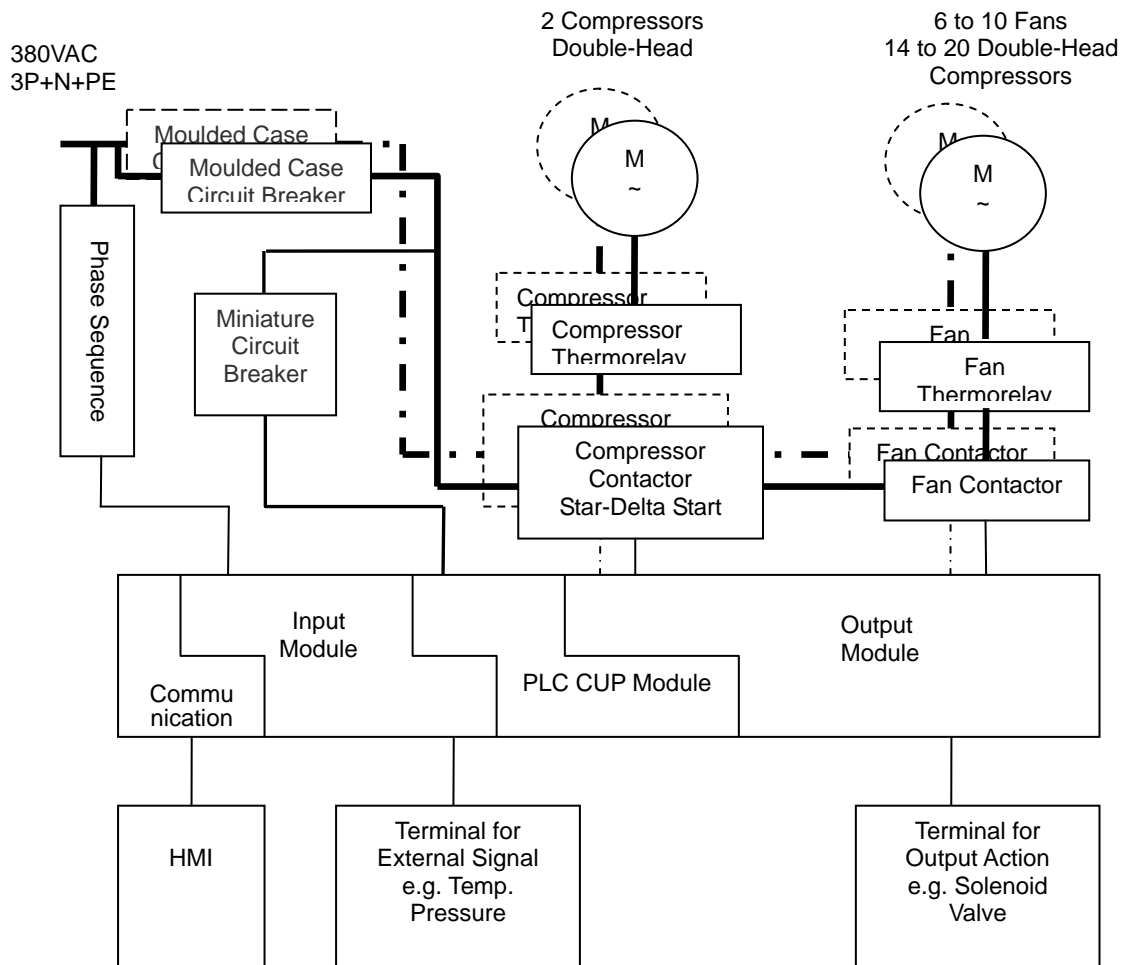 380VAC
3P+N+PE
2 Compressors
Double-Head
6 to 10 Fans
14 to 20 Double-Head
Compressors
Moulded Case
Moulded Case
Circuit Breaker
M
M
~
M
M
~
Phase Sequence
Miniature
Circuit
Breaker
Compressor
Compressor
Thermorelay
Fan
Fan
Thermorelay
Compressor
Compressor
Contactor
Star-Delta Start
Fan Contactor
Fan Contactor
Input
Module
Output
Module
PLC CUP Module
Commu
nication
HMI
Terminal for
External Signal
e.g. Temp.
Pressure
Terminal for
Output Action
e.g. Solenoid
Valve